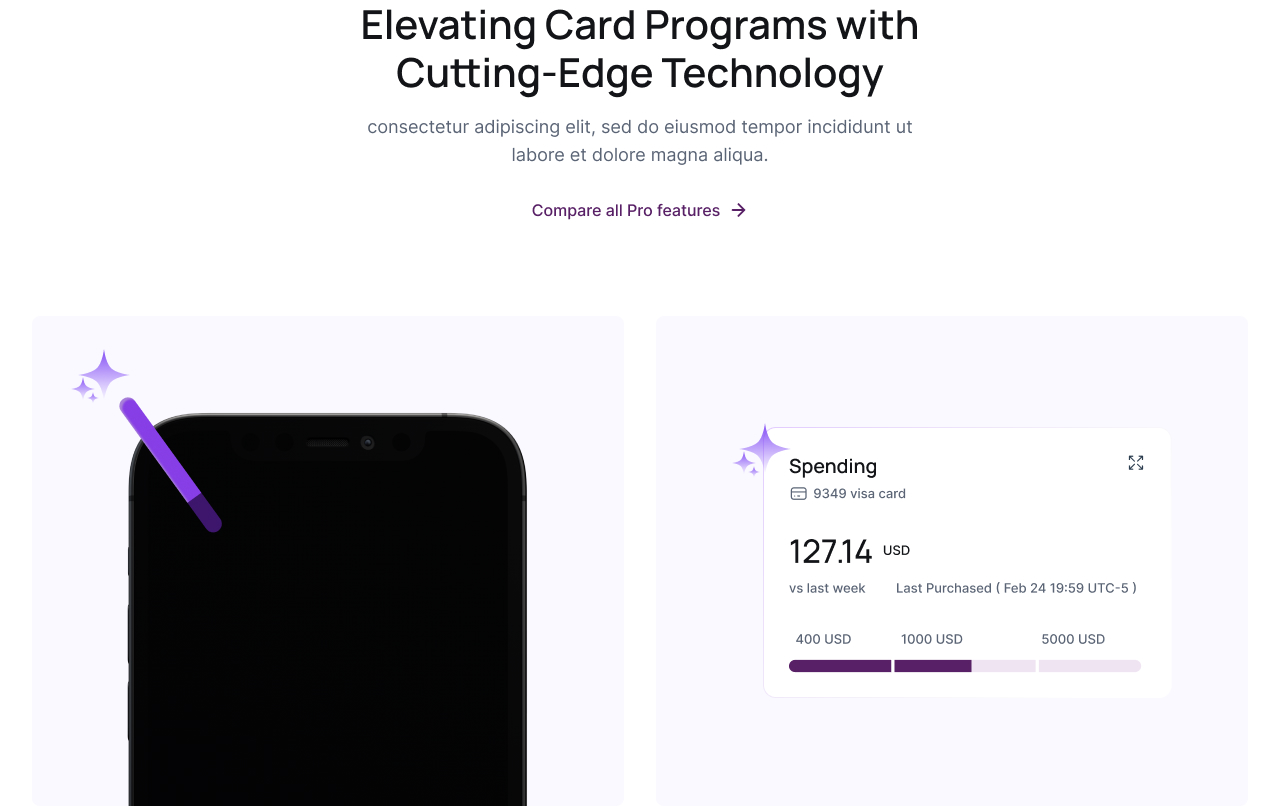 Elevating Card Programs with
Cutting-Edge Technology
consectetur adipiscing elit, sed do eiusmod tempor incididunt ut
labore et dolore magna aliqua.
Compare all Pro features
Spending
9349 visa card
127.14 USD
vs last week Last Purchased ( Feb 24 19:59 UTC-5 )
400 USD 1000 USD 5000 USD